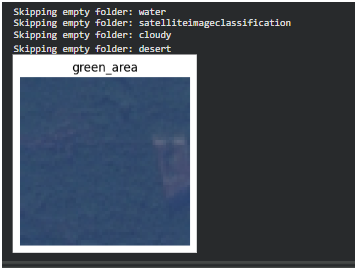 Skipping empty folder: water
Skipping empty folder: satelliteimageclassification
Skipping empty folder: cloudy
Skipping empty folder: desert
green_area